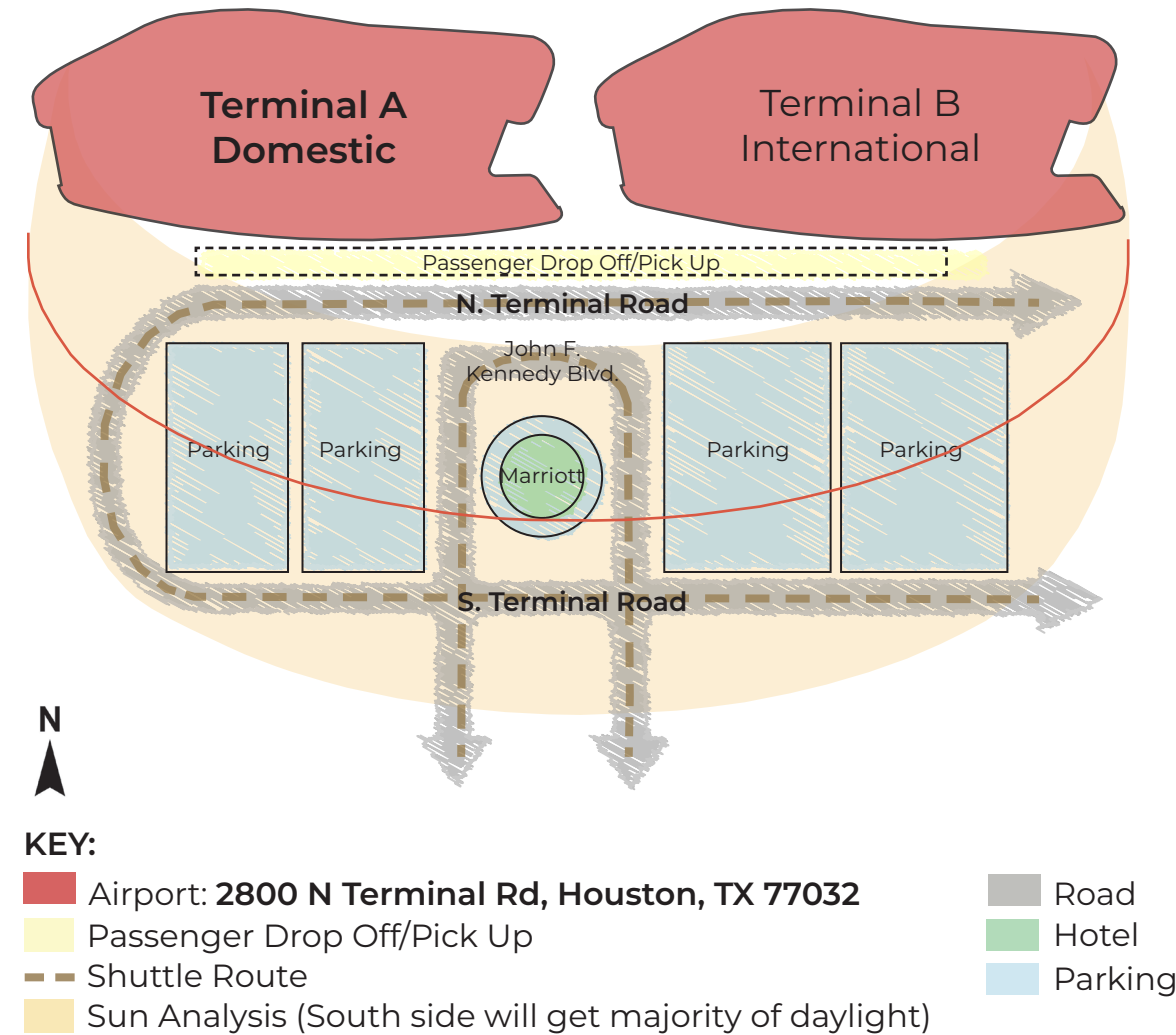 Terminal A
Domestic
Terminal B
International
Passenger Drop Off/Pick Up
N. Terminal Road
John F.
Kennedy Blvd.
Parking
Parking
Marriott
Parking
Parking
S. Terminal Road
N
KEY:
Airport: 2800 N Terminal Rd, Houston, TX 77032
Passenger Drop Off/Pick Up
Shuttle Route
Sun Analysis (South side will get majority of daylight)
Road
Hotel
Parking